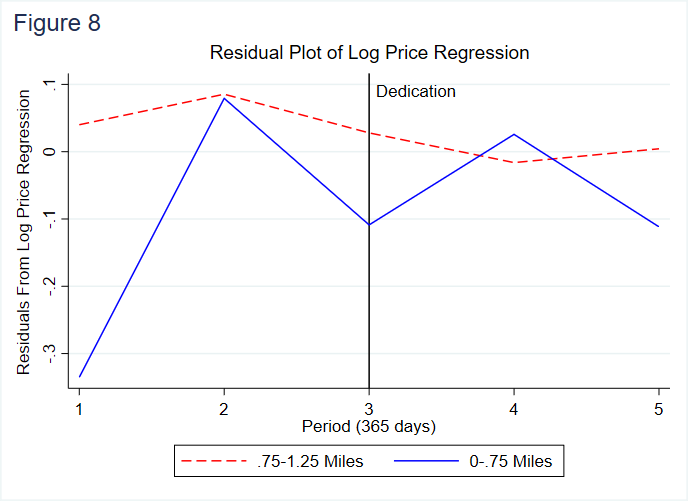 Figure 8
Residual Plot of Log Price Regression
Dedication
Residuals From Log Price Regression
.1
0
-.1
-.2
-.3
1 2 3 4 5
Period (365 days)
.75-1.25 Miles 0-.75 Miles